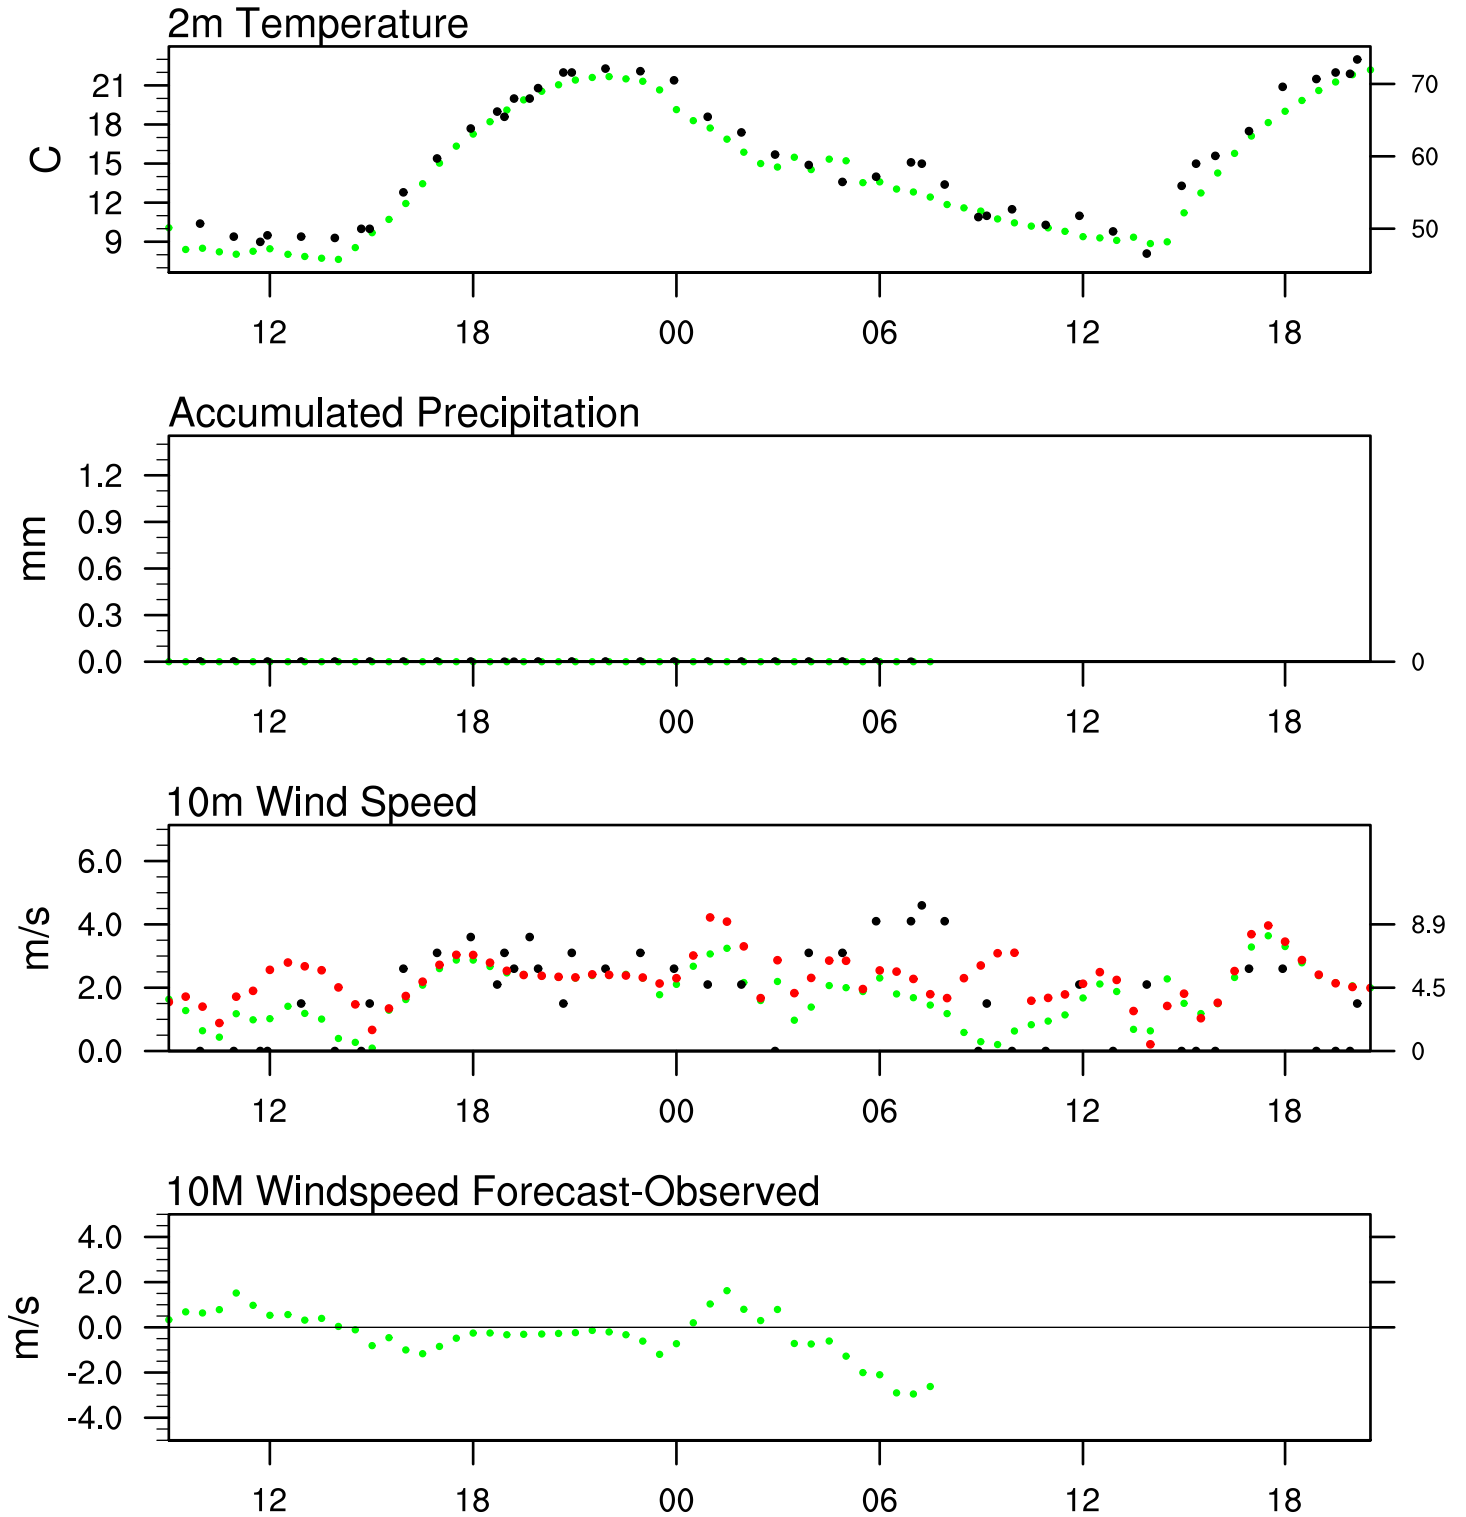 2m Temperature
21
18
15
12
9
C
70
60
50
12 18 00 06 12 18
Accumulated Precipitation
1.2
0.9
0.6
0.3
0.0
mm
0
12 18 00 06 12 18
10m Wind Speed
6.0
4.0
2.0
0.0
m/s
8.9
4.5
0
12 18 00 06 12 18
10M Windspeed Forecast-Observed
4.0
2.0
0.0
-2.0
-4.0
m/s
12 18 00 06 12 18